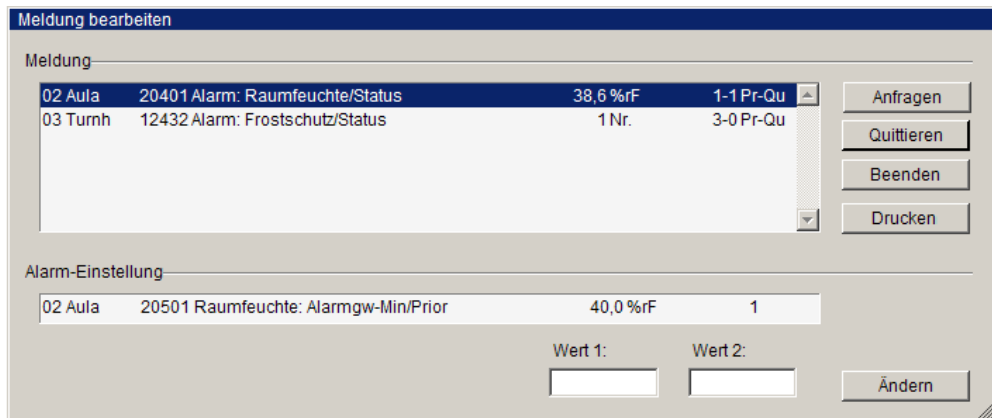 Meldung bearbeiten
Meldung
02 Aula 20401 Alarm: Raumfeuchte/Status 38,6 %rF 1-1 Pr-Qu
03 Turnh 12432 Alarm: Frostschutz/Status 1 Nr. 3-0 Pr-Qu
Anfragen
Quittieren
Beenden
Drucken
Alarm-Einstellung
02 Aula 20501 Raumfeuchte: Alarmgw-Min/Prior 40,0 %rF 1
Wert 1: Wert 2:
Ändern